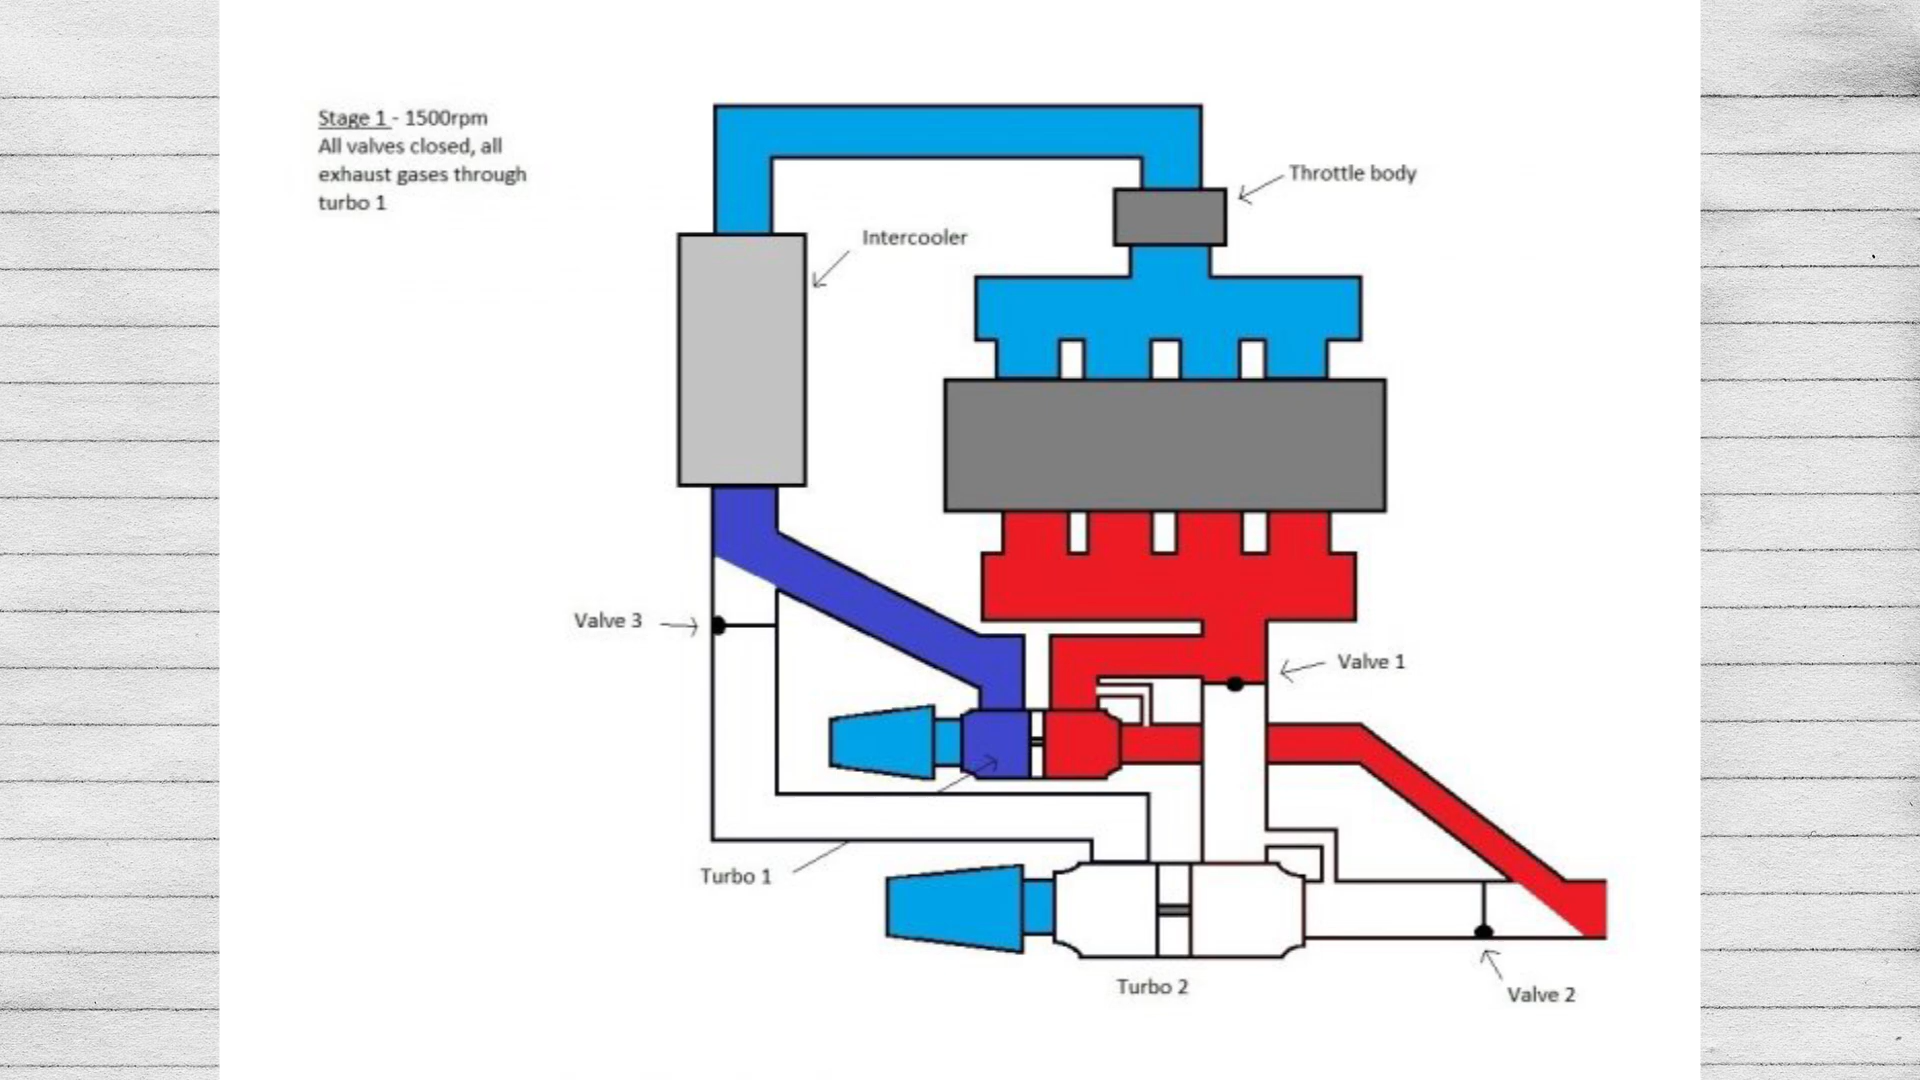 Stage 1 - 1500rpm
All valves closed, all
exhaust gases through
turbo 1
Throttle body
Intercooler
Valve 3
Valve 1
Turbo 1
Turbo 2
Valve 2